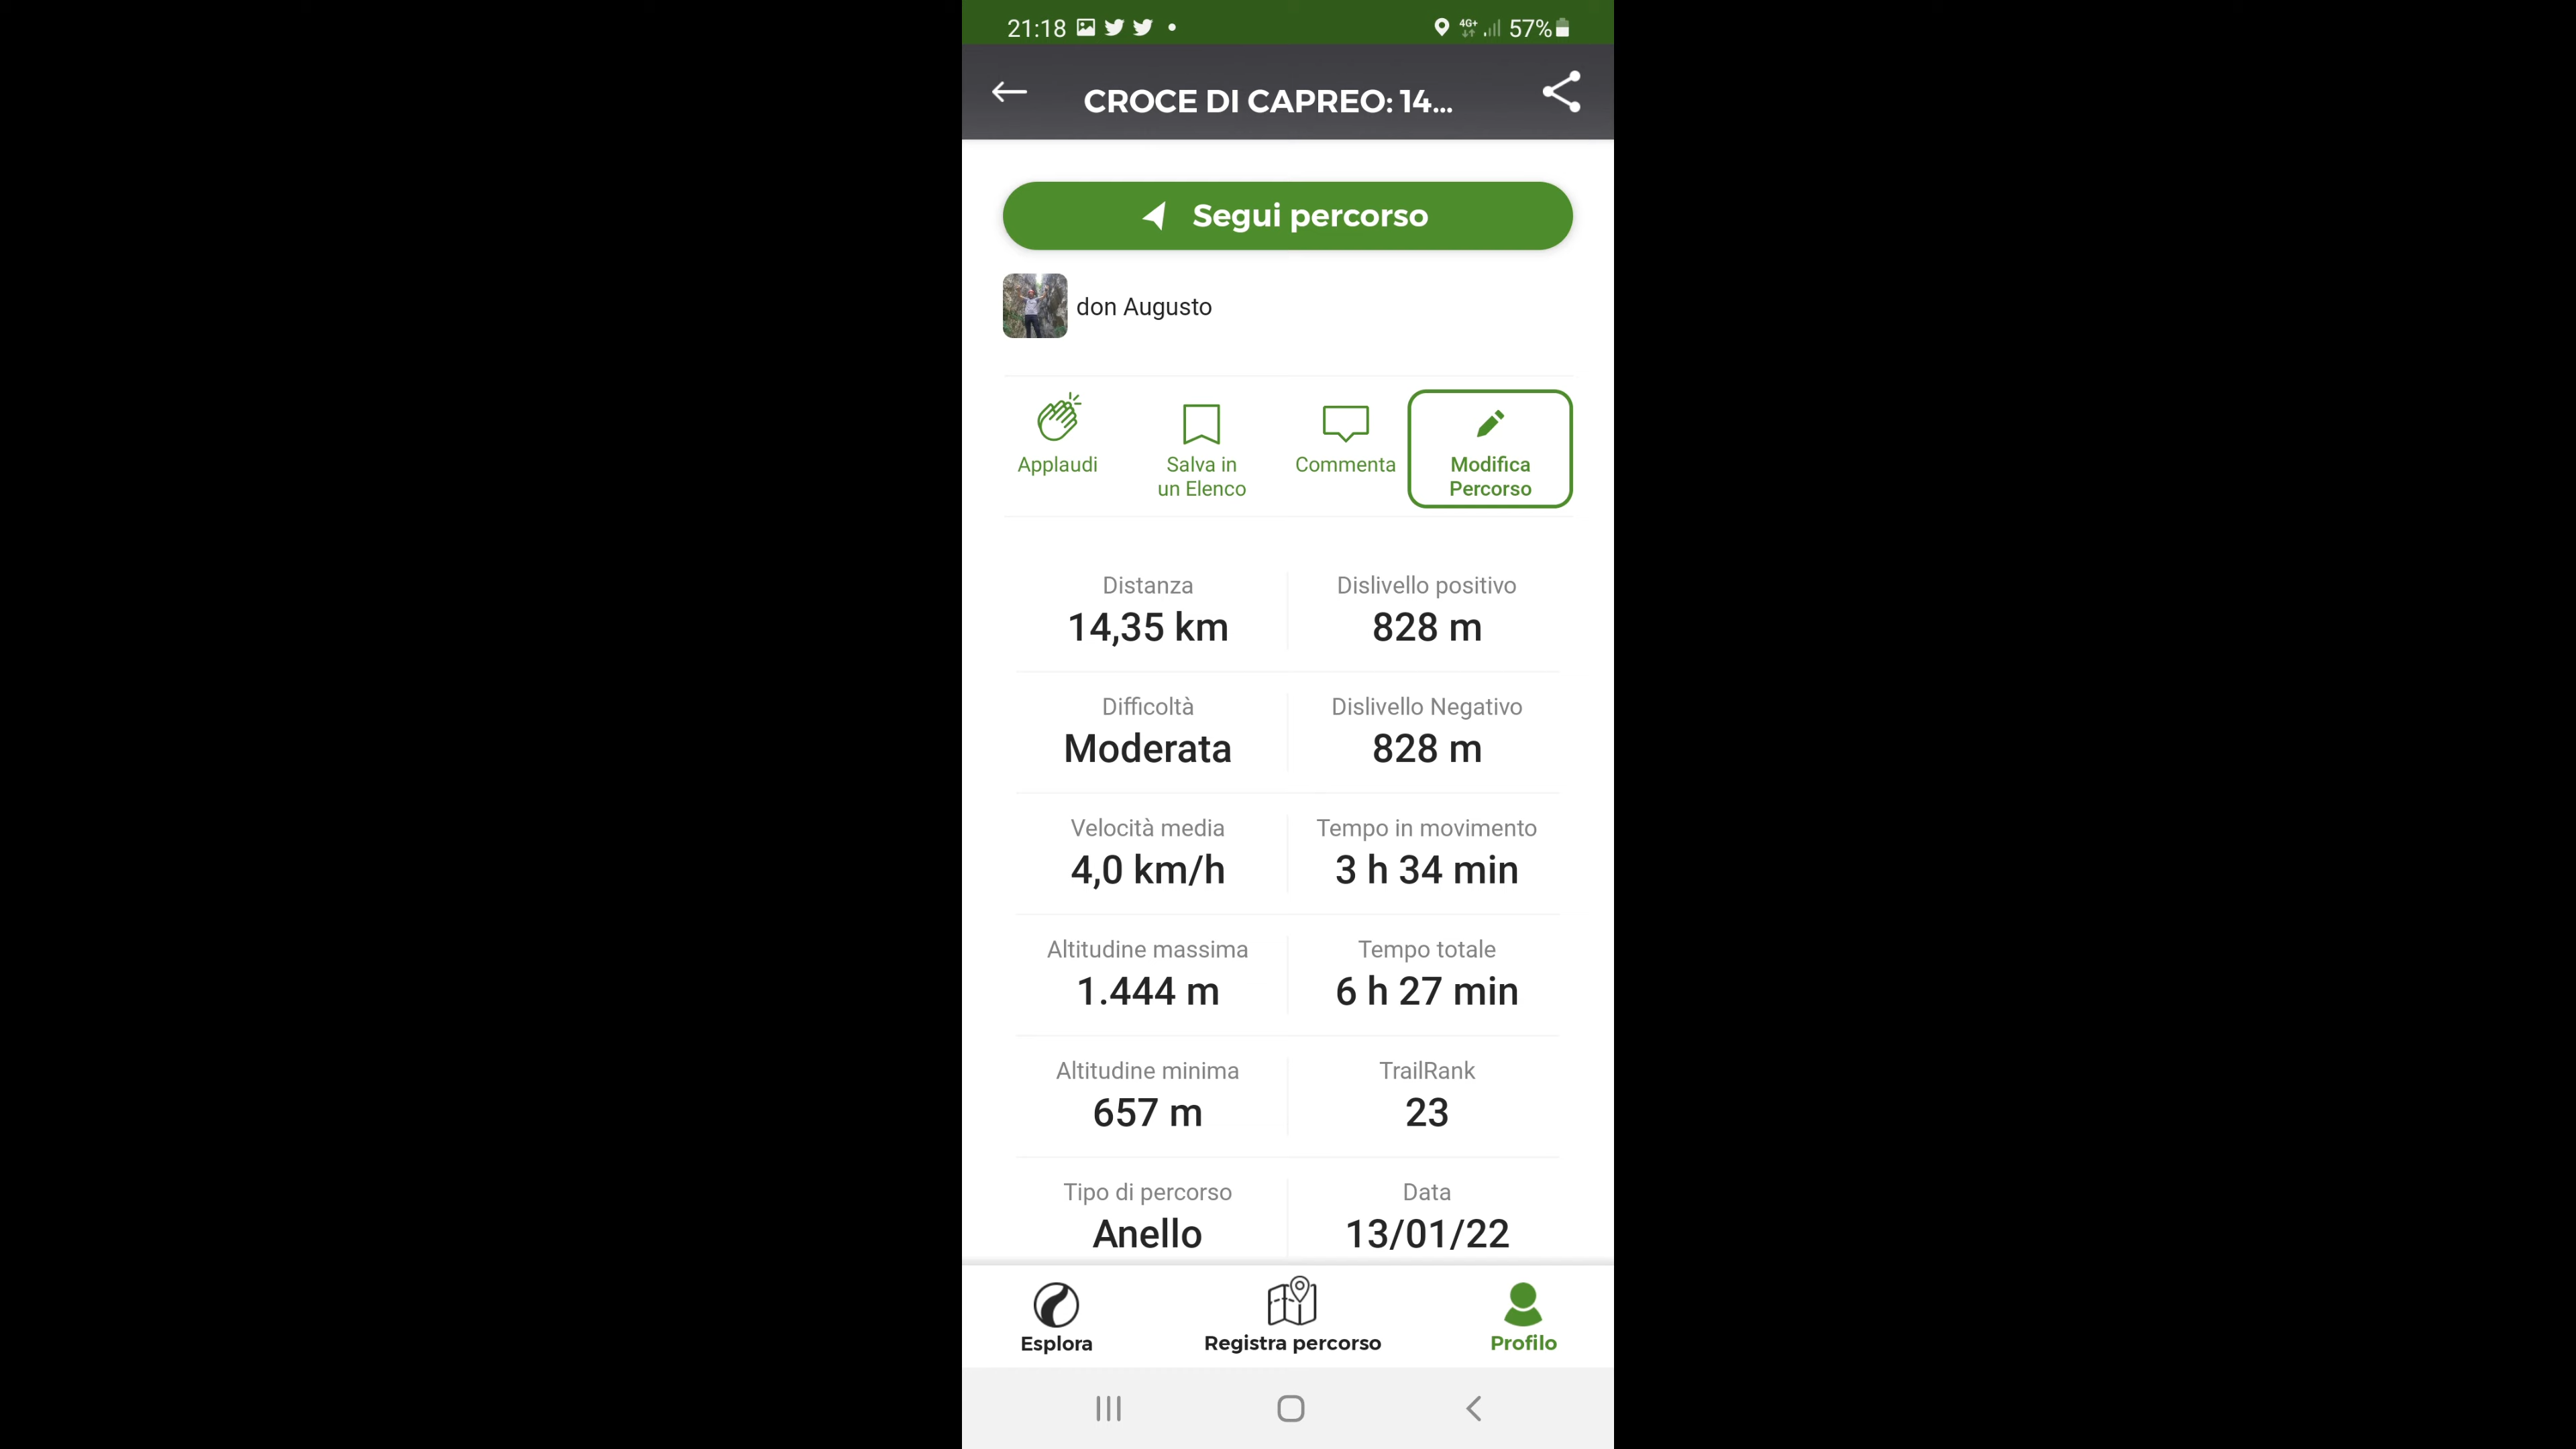 21:18
4G+ 57%
CROCE DI CAPREO: 14...
Segui percorso
don Augusto
Applaudi
Salva in
un Elenco
Commenta
Modifica
Percorso
Distanza
14,35 km
Dislivello positivo
828 m
Difficoltà
Moderata
Dislivello Negativo
828 m
Velocità media
4,0 km/h
Tempo in movimento
3 h 34 min
Altitudine massima
1.444 m
Tempo totale
6 h 27 min
Altitudine minima
657 m
TrailRank
23
Tipo di percorso
Anello
Data
13/01/22
Esplora
Registra percorso
Profilo